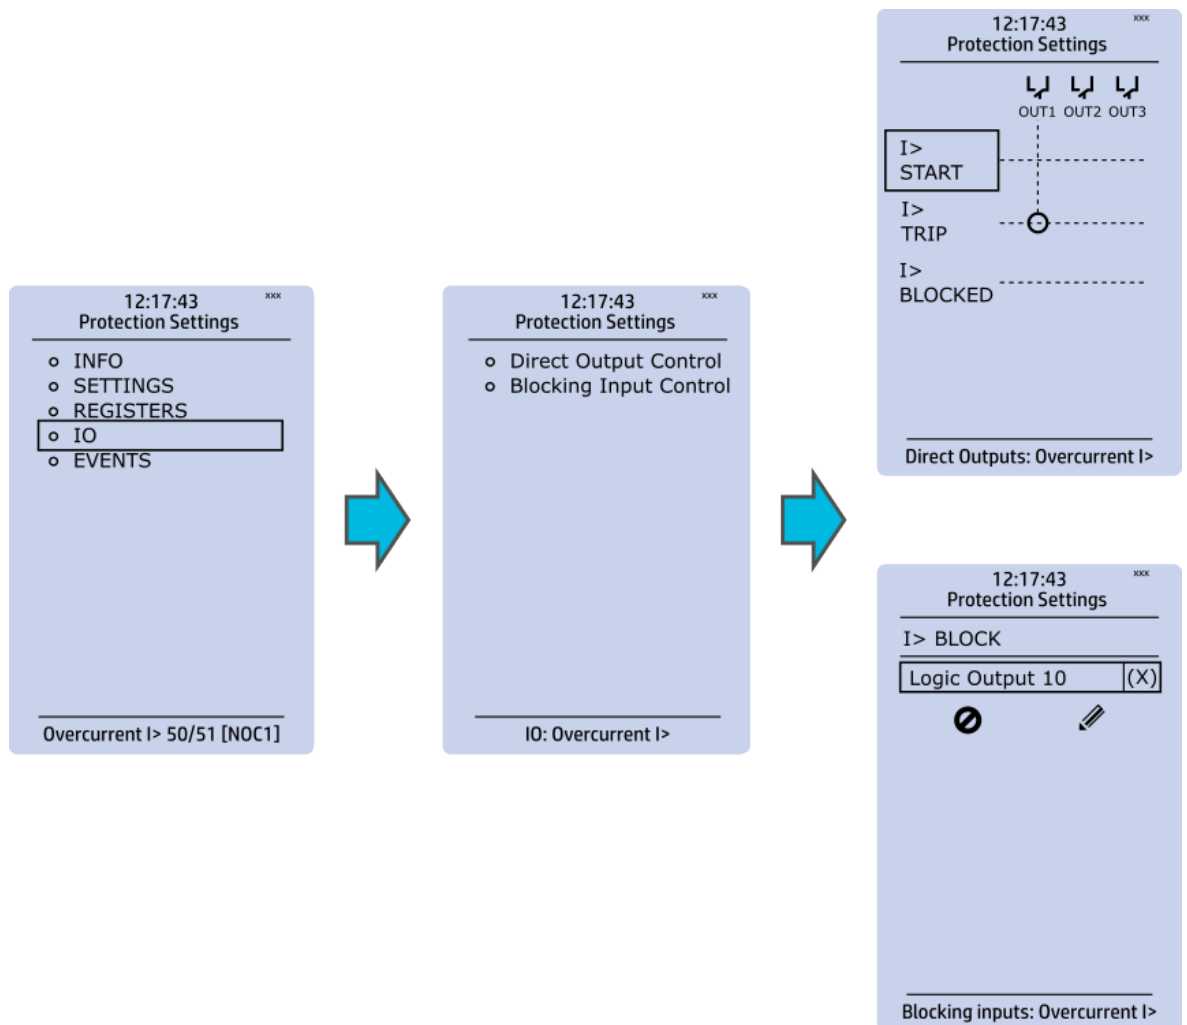 12:17:43 xxx
Protection Settings
INFO
SETTINGS
REGISTERS
IO
EVENTS
Overcurrent I> 50/51 [NOC1]
12:17:43 xxx
Protection Settings
Direct Output Control
Blocking Input Control
IO: Overcurrent I>
12:17:43 xxx
Protection Settings
OUT1 OUT2 OUT3
I>
START
I>
TRIP
I>
BLOCKED
Direct Outputs: Overcurrent I>
12:17:43 xxx
Protection Settings
I> BLOCK
Logic Output 10 (X)
Blocking inputs: Overcurrent I>